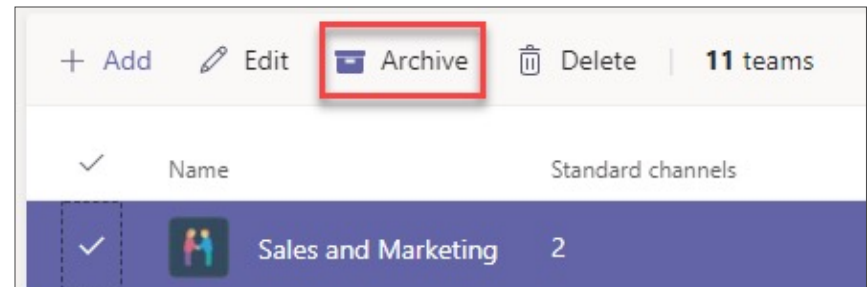 + Add Edit Archive Delete 11 teams
Name Standard channels
Sales and Marketing 2